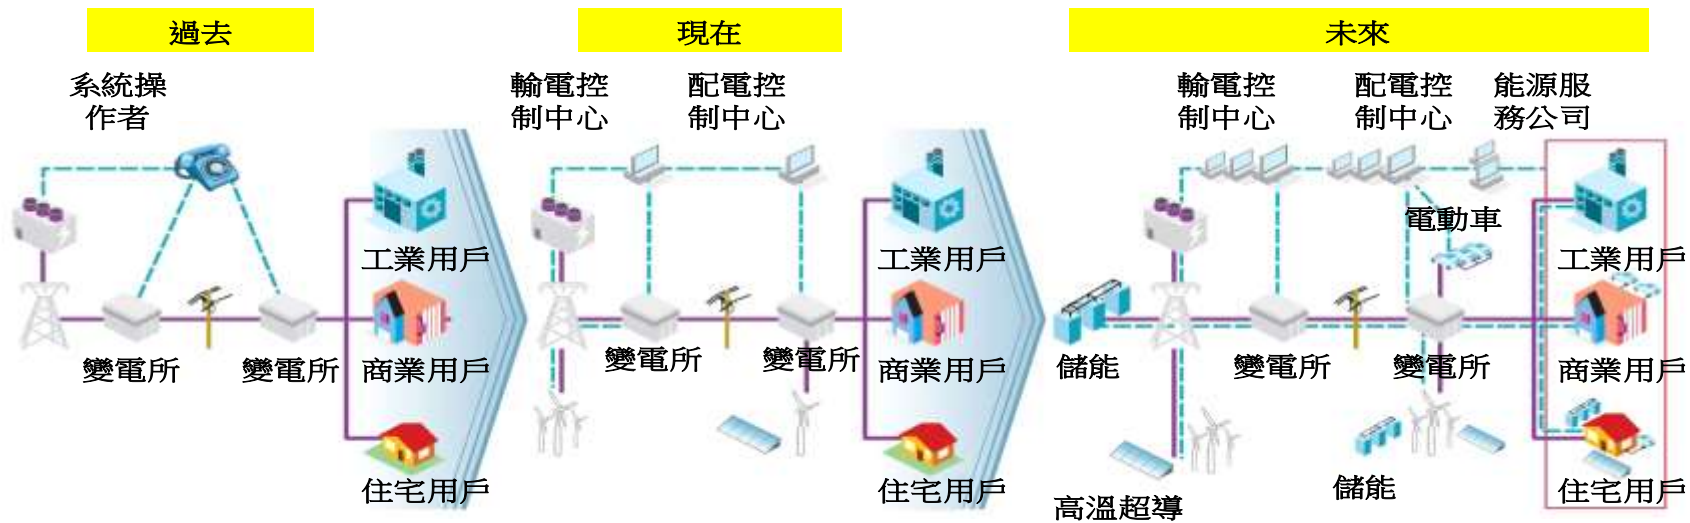 過去
系統操
作者
工業用戶
變電所
變電所
商業用戶
住宅用戶
現在
輸電控
制中心
配電控
制中心
工業用戶
變電所
變電所
商業用戶
住宅用戶
未來
輸電控
制中心
配電控
制中心
能源服
務公司
電動車
工業用戶
儲能
變電所
變電所
商業用戶
高溫超導
儲能
住宅用戶